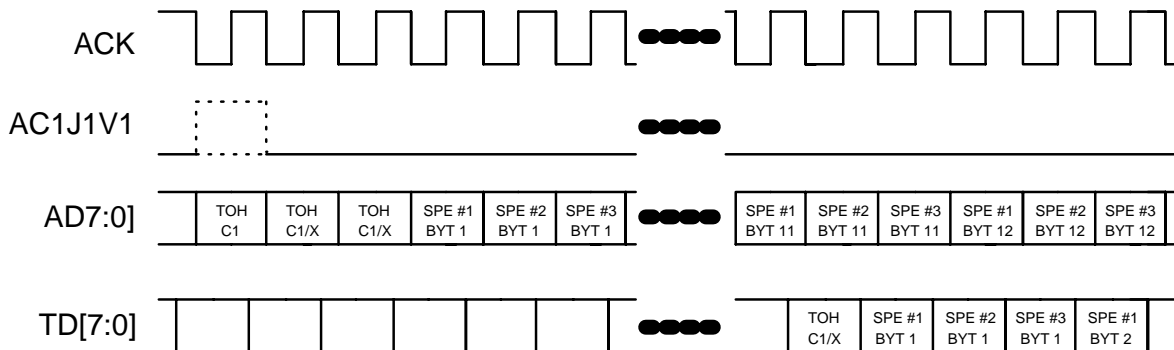 ACK
AC1J1V1
AD7:0]
TOH
C1
TOH
C1/X
TOH
C1/X
SPE #1
BYT 1
SPE #2
BYT 1
SPE #3
BYT 1
SPE #1
BYT 11
SPE #2
BYT 11
SPE #3
BYT 11
SPE #1
BYT 12
SPE #2
BYT 12
SPE #3
BYT 12
TD[7:0]
TOH
C1/X
SPE #1
BYT 1
SPE #2
BYT 1
SPE #3
BYT 1
SPE #1
BYT 2